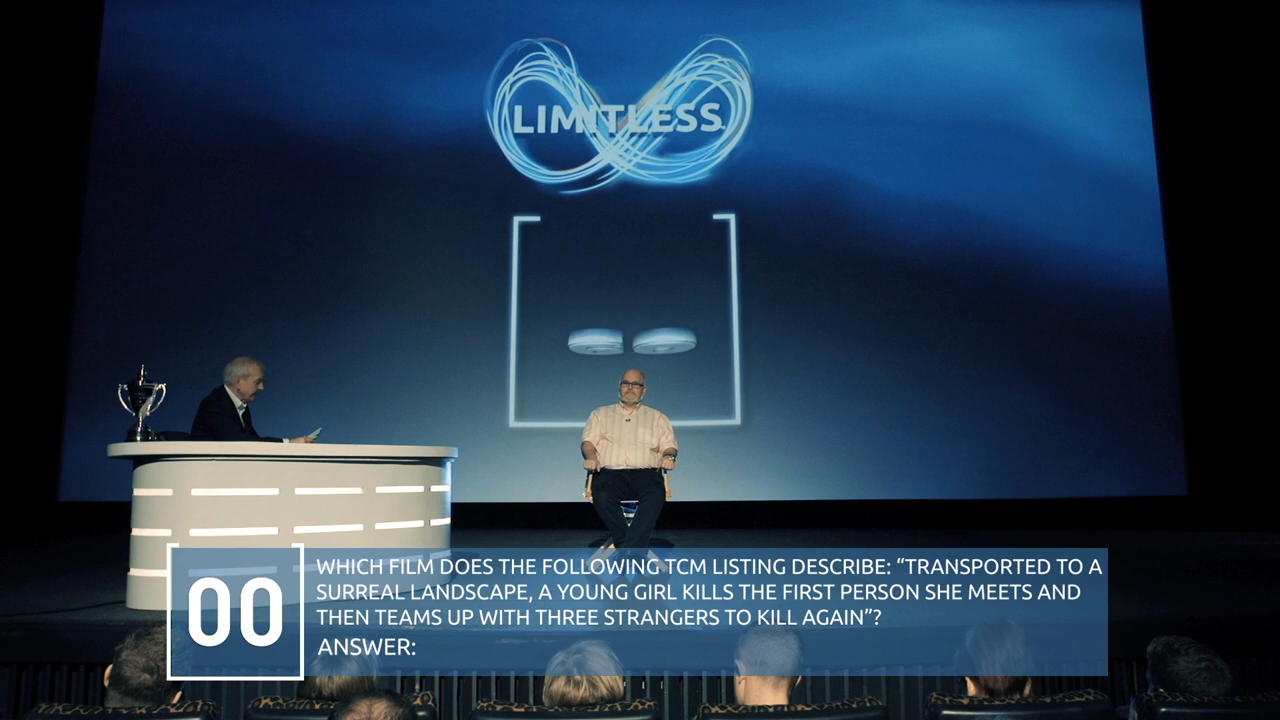 LIMITLESS
00
WHICH FILM DOES THE FOLLOWING TCM LISTING DESCRIBE: “TRANSPORTED TO A
SURREAL LANDSCAPE, A YOUNG GIRL KILLS THE FIRST PERSON SHE MEETS AND
THEN TEAMS UP WITH THREE STRANGERS TO KILL AGAIN”?
ANSWER: